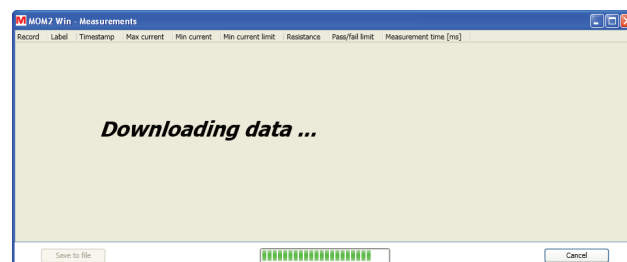 M MOM2 Win - Measurements
Record Label Timestamp Max current Min current Min current limit Resistance Pass/fail limit Measurement time [ms]
Downloading data ...
Save to file Cancel